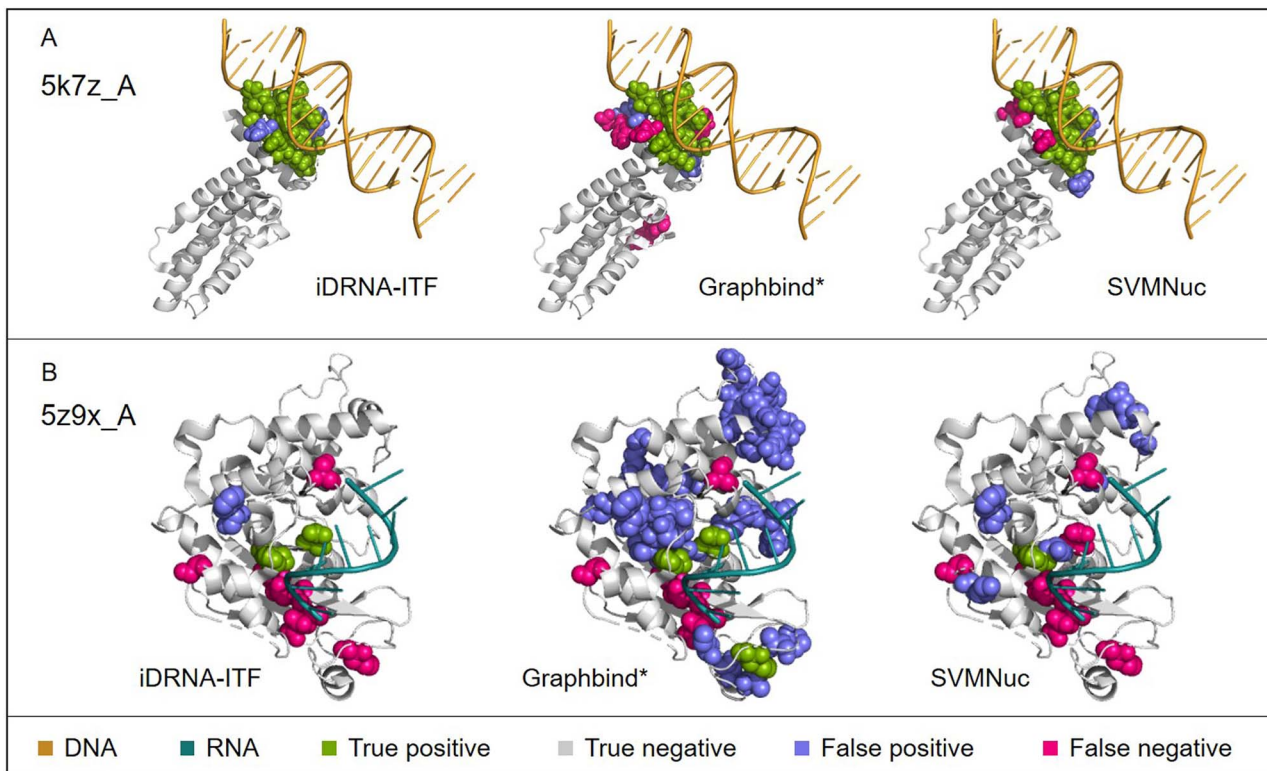 A
5k7z_A
iDRNA-ITF Graphbind* SVMNuc
B
5z9x_A
iDRNA-ITF Graphbind* SVMNuc
DNA RNA True positive True negative False positive False negative